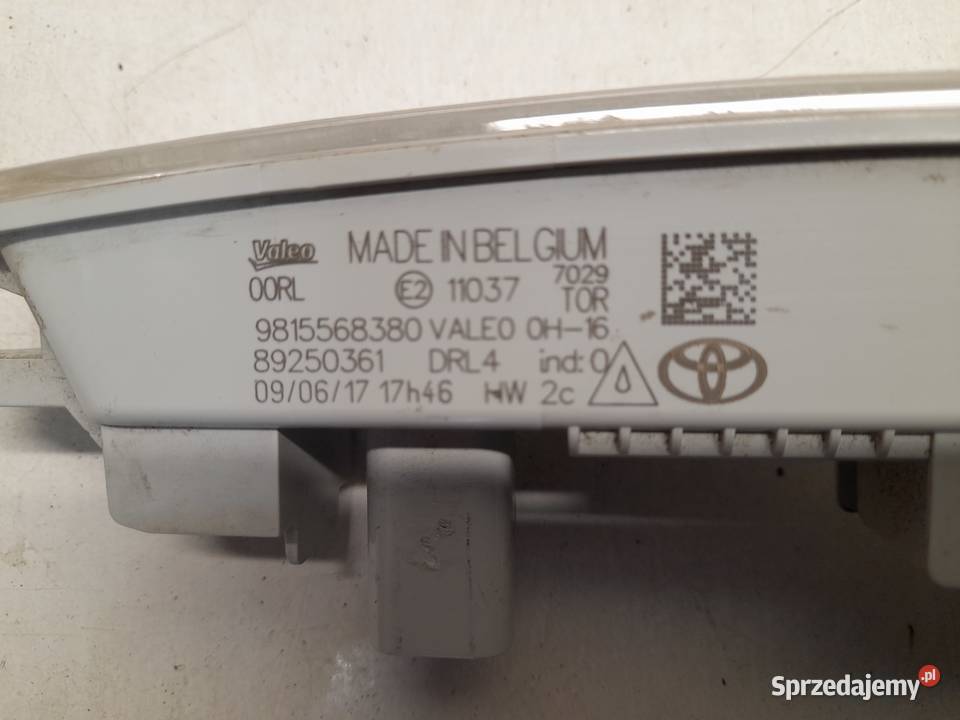 Valeo MADE IN BELGIUM
7029
00RL E2 11037 TOR
9815568380 VALEO 0H-16
89250361 DRL4 ind: 0
09/06/17 17h46 HW 2c
Sprzedajemy.pl